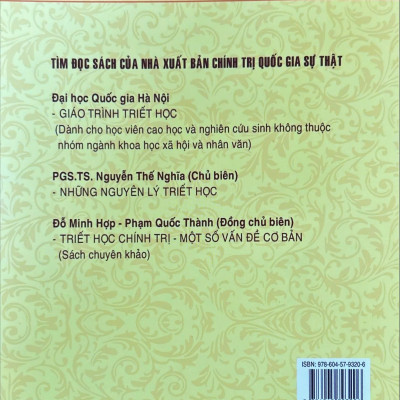 TÌM ĐỌC SÁCH CỦA NHÀ XUẤT BẢN CHÍNH TRỊ QUỐC GIA SỰ THẬT
Đại học Quốc gia Hà Nội
- GIÁO TRÌNH TRIẾT HỌC
(Dành cho học viên cao học và nghiên cứu sinh không thuộc
nhóm ngành khoa học xã hội và nhân văn)
PGS.TS. Nguyễn Thế Nghĩa (Chủ biên)
- NHỮNG NGUYÊN LÝ TRIẾT HỌC
Đỗ Minh Hợp - Phạm Quốc Thành (Đồng chủ biên)
- TRIẾT HỌC CHÍNH TRỊ - MỘT SỐ VẤN ĐỀ CƠ BẢN
(Sách chuyên khảo)
ISBN: 978-604-57-9320-6